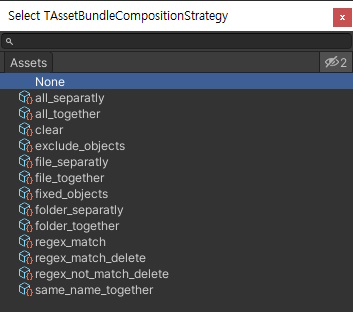 Select TAssetBundleCompositionStrategy
x
Assets
2
None
all_separatly
all_together
clear
exclude_objects
file_separatly
file_together
fixed_objects
folder_separatly
folder_together
regex_match
regex_match_delete
regex_not_match_delete
same_name_together